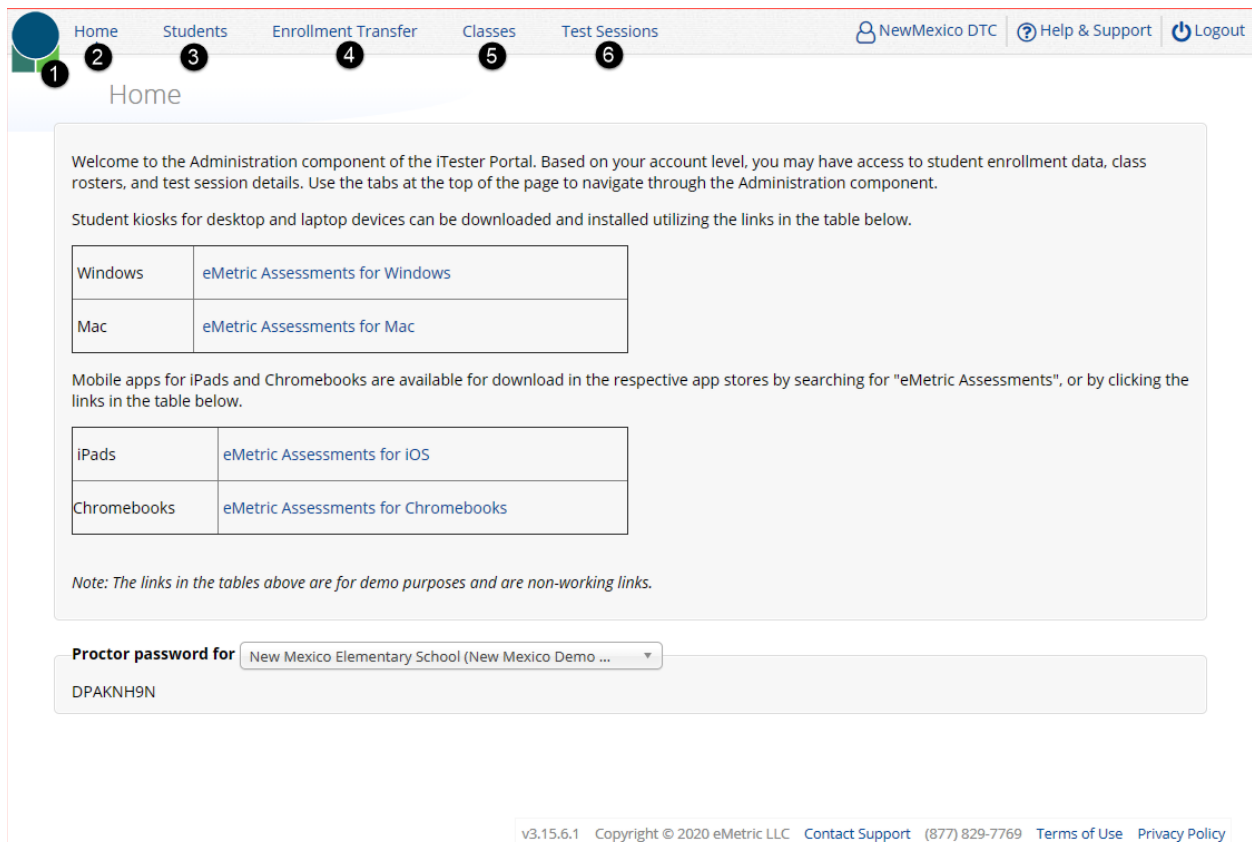 Home Students Enrollment Transfer Classes Test Sessions NewMexico DTC Help & Support Logout
1 2 3 4 5 6
Home
Welcome to the Administration component of the iTester Portal. Based on your account level, you may have access to student enrollment data, class
rosters, and test session details. Use the tabs at the top of the page to navigate through the Administration component.
Student kiosks for desktop and laptop devices can be downloaded and installed utilizing the links in the table below.
Windows eMetric Assessments for Windows
Mac eMetric Assessments for Mac
Mobile apps for iPads and Chromebooks are available for download in the respective app stores by searching for "eMetric Assessments", or by clicking the
links in the table below.
iPads eMetric Assessments for iOS
Chromebooks eMetric Assessments for Chromebooks
Note: The links in the tables above are for demo purposes and are non-working links.
Proctor password for New Mexico Elementary School (New Mexico Demo ...
DPAKNH9N
v3.15.6.1 Copyright © 2020 eMetric LLC Contact Support (877) 829-7769 Terms of Use Privacy Policy